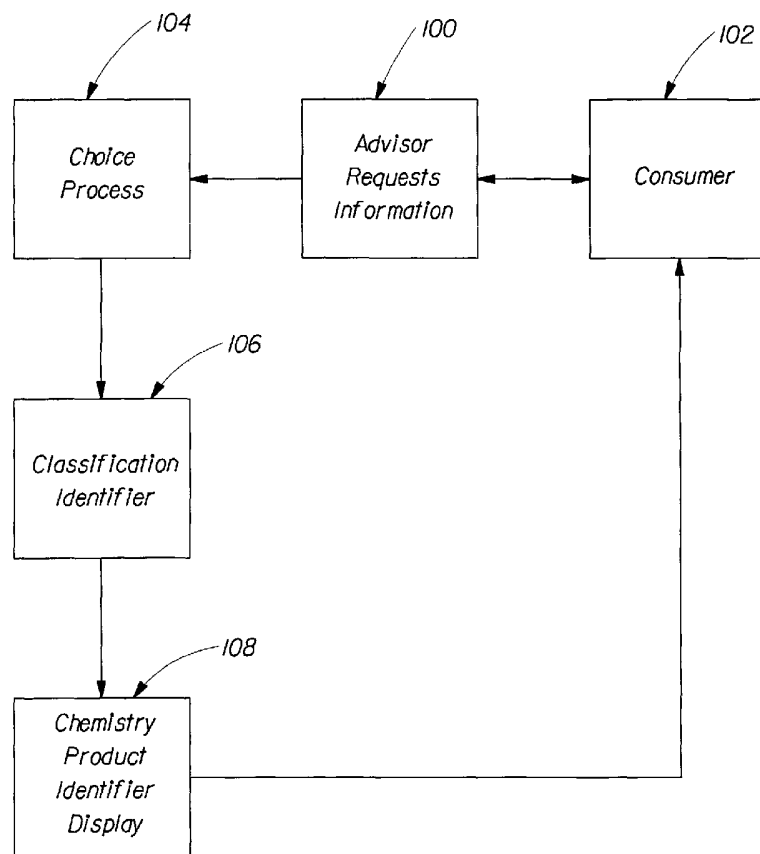 104
100
102
Choice
Process
Advisor
Requests
Information
Consumer
106
Classification
Identifier
108
Chemistry
Product
Identifier
Display